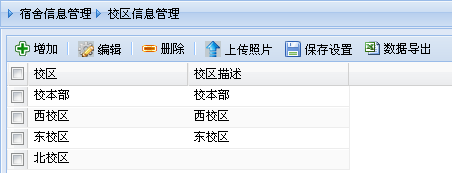 宿舍信息管理 校区信息管理
增加 编辑 删除 上传照片 保存设置 数据导出
校区 校区描述
校本部 校本部
西校区 西校区
东校区 东校区
北校区